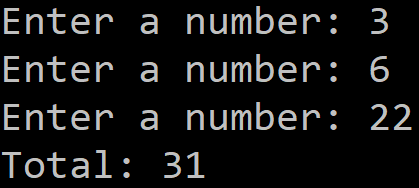 Enter a number: 3
Enter a number: 6
Enter a number: 22
Total: 31